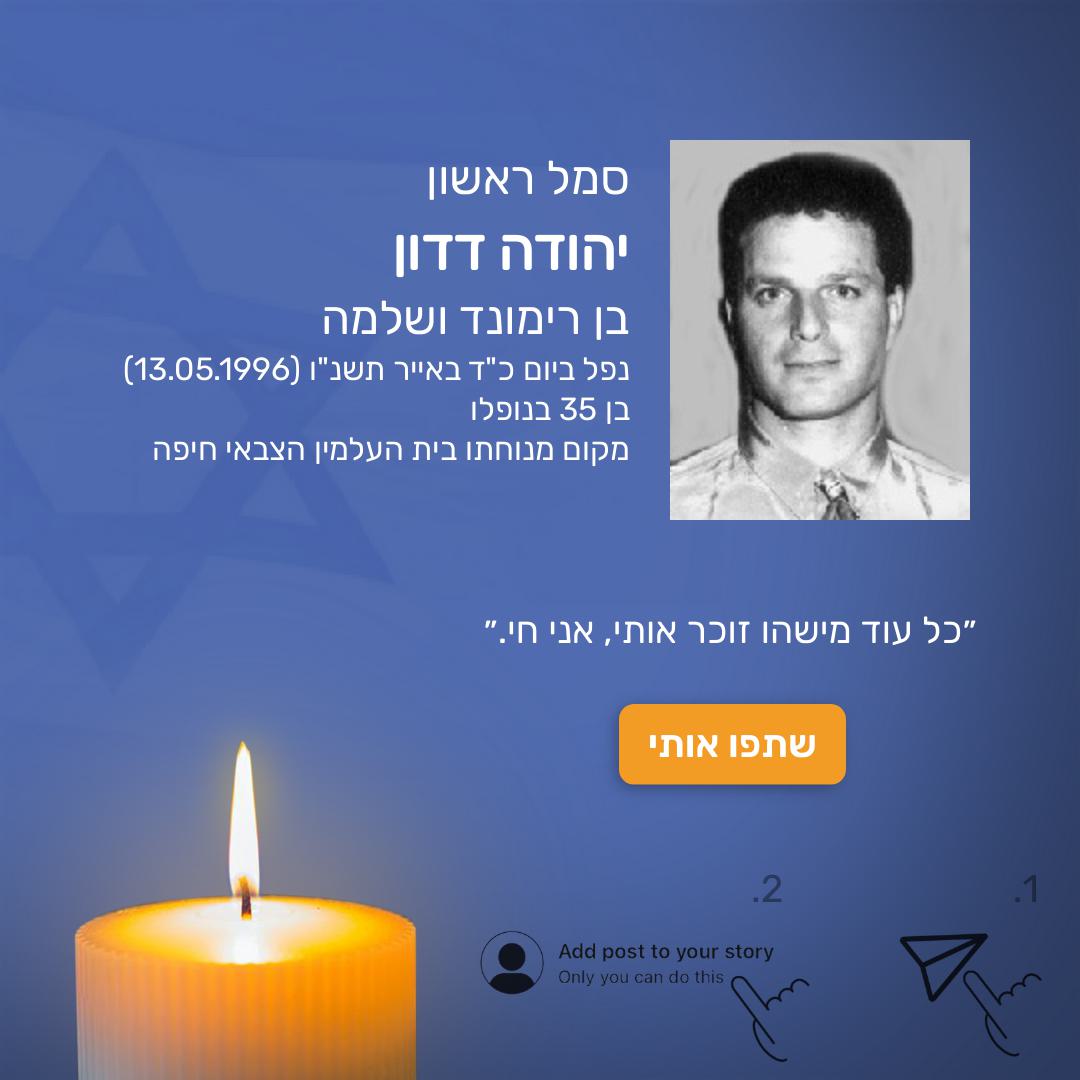 סמל ראשון
יהודה דדון
בן רימונד ושלמה
נפל ביום כ"ד באייר תשנ"ו (13.05.1996)
בן 35 בנופלו
מקום מנוחתו בית העלמין הצבאי חיפה
״כל עוד מישהו זוכר אותי, אני חי.״
שתפו אותי
1.
2.
Add post to your story
Only you can do this